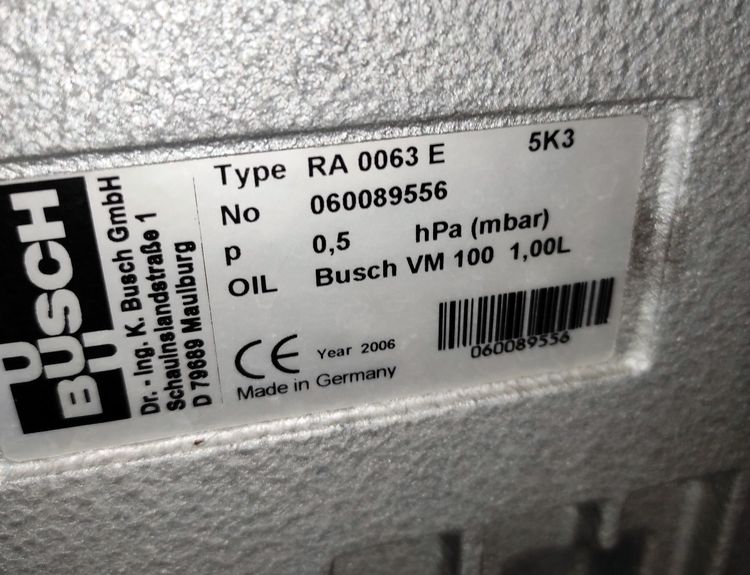 BUSCH
Dr. - Ing. K. Busch GmbH
Schauinslandstraße 1
D 79689 Maulburg
Type RA 0063 E 5K3
No 060089556
p 0,5 hPa (mbar)
OIL Busch VM 100 1,00L
CE Year 2006
Made in Germany
060089556